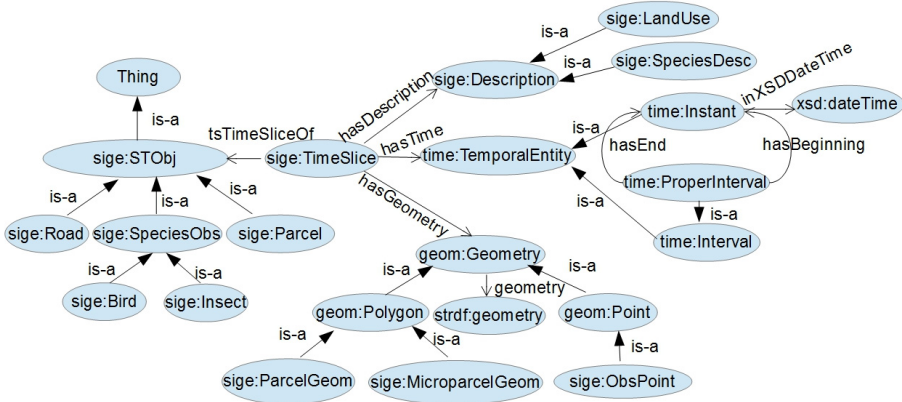 sige:LandUse
is-a
sige:SpeciesDesc
is-a
sige:Description
Thing
is-a
hasDescription
inXSDDateTime
time:Instant
xsd:dateTime
tsTimeSliceOf
hasTime
is-a
hasEnd
hasBeginning
sige:STObj
sige:TimeSlice
time:TemporalEntity
time:ProperInterval
is-a
is-a
is-a
hasGeometry
is-a
is-a
sige:Road
sige:SpeciesObs
sige:Parcel
time:Interval
geom:Geometry
is-a
is-a
is-a
is-a
geometry
sige:Bird
sige:Insect
geom:Polygon
strdf:geometry
geom:Point
is-a
is-a
is-a
sige:ParcelGeom
sige:MicroparcelGeom
sige:ObsPoint